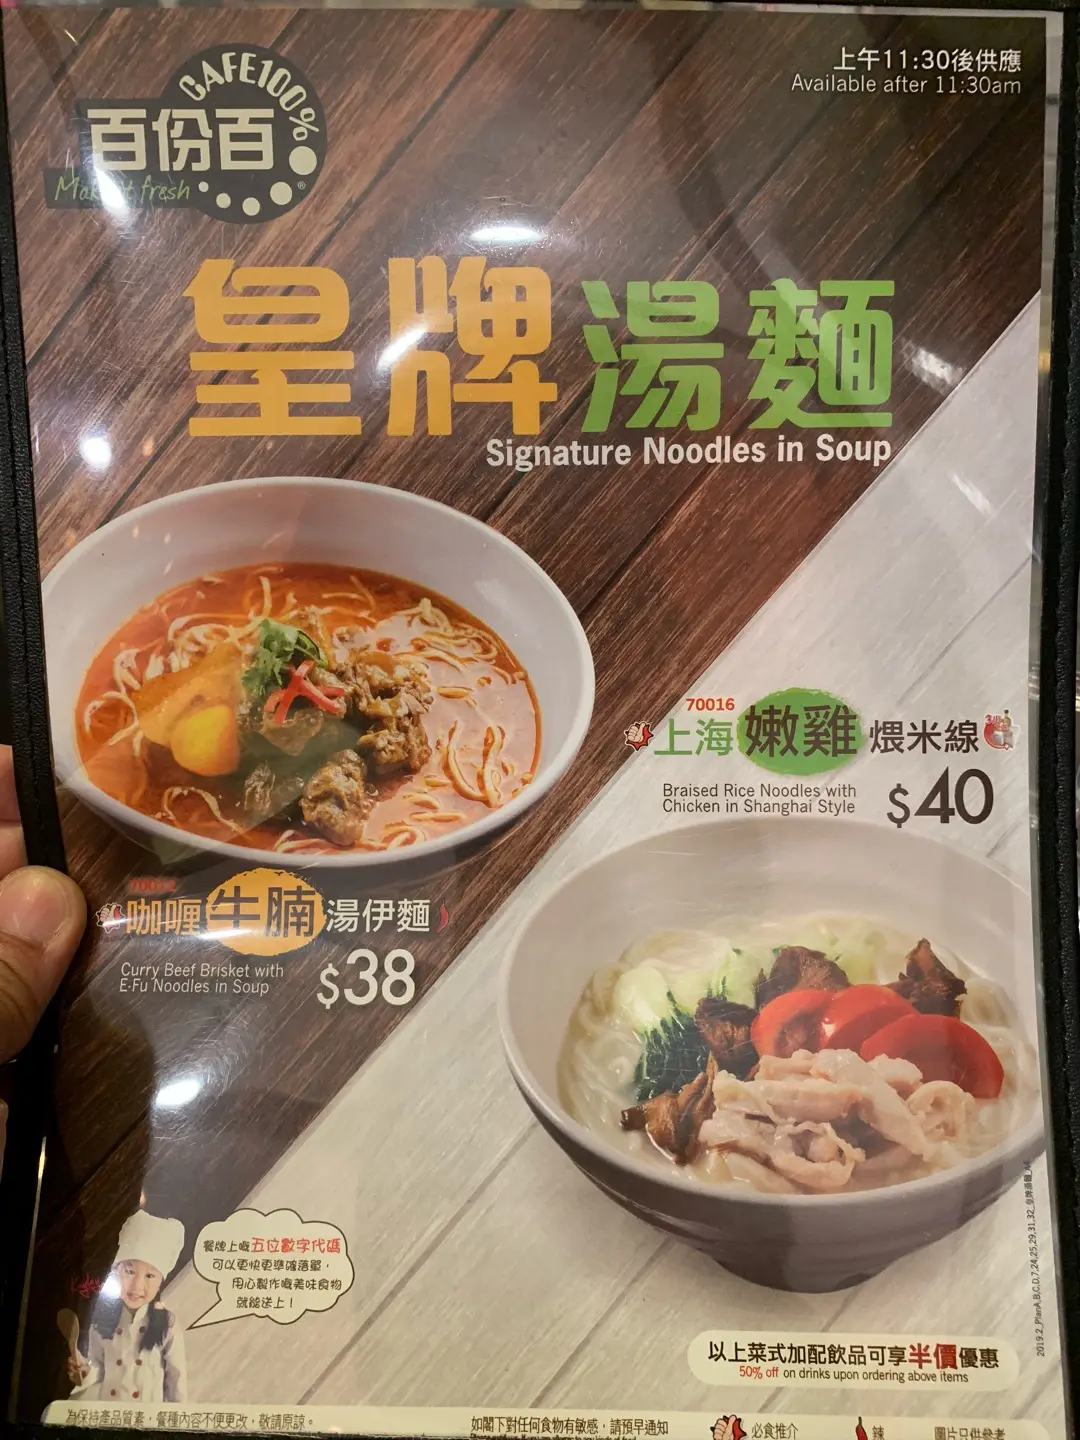 CAFE100%
百份百
上午11:30後供應
Available after 11:30am
皇牌湯麵
Signature Noodles in Soup
70016
上海嫩雞煨米線
Braised Rice Noodles with
Chicken in Shanghai Style
$40
咖喱牛腩湯伊麵
Curry Beef Brisket with
E-Fu Noodles in Soup
$38
餐牌上嘅五位數字代碼
可以更快更準確落單，
用心製作嘅美味食物
就能送上！
以上菜式加配飲品可享半價優惠
50% off on drinks upon ordering above items
為保持產品質素，餐種內容不便更改，敬請原諒。
如閣下對任何食物有敏感，請預早通知
必食推介
辣
圖片只供參考